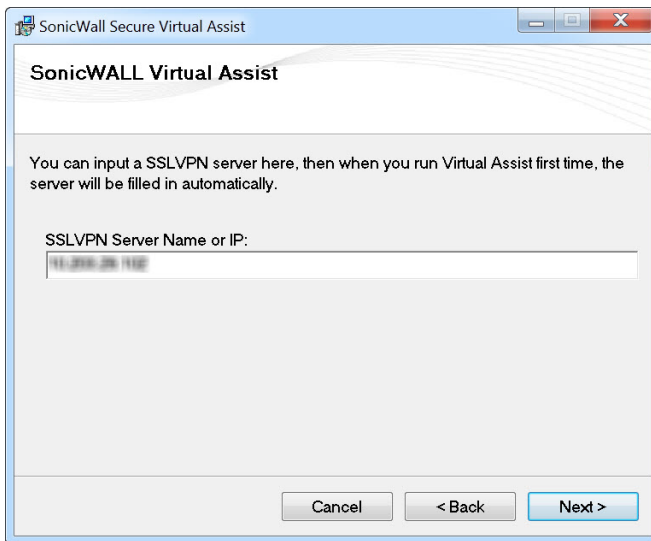 SonicWall Secure Virtual Assist
SonicWALL Virtual Assist
You can input a SSLVPN server here, then when you run Virtual Assist first time, the
server will be filled in automatically.
SSLVPN Server Name or IP:
Cancel
< Back
Next >